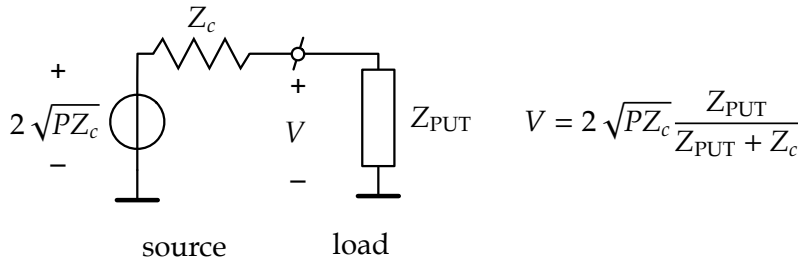 Z_c
+
2√(PZ_c)
−
+
V
−
Z_PUT
V = 2√(PZ_c) Z_PUT / (Z_PUT + Z_c)
source
load